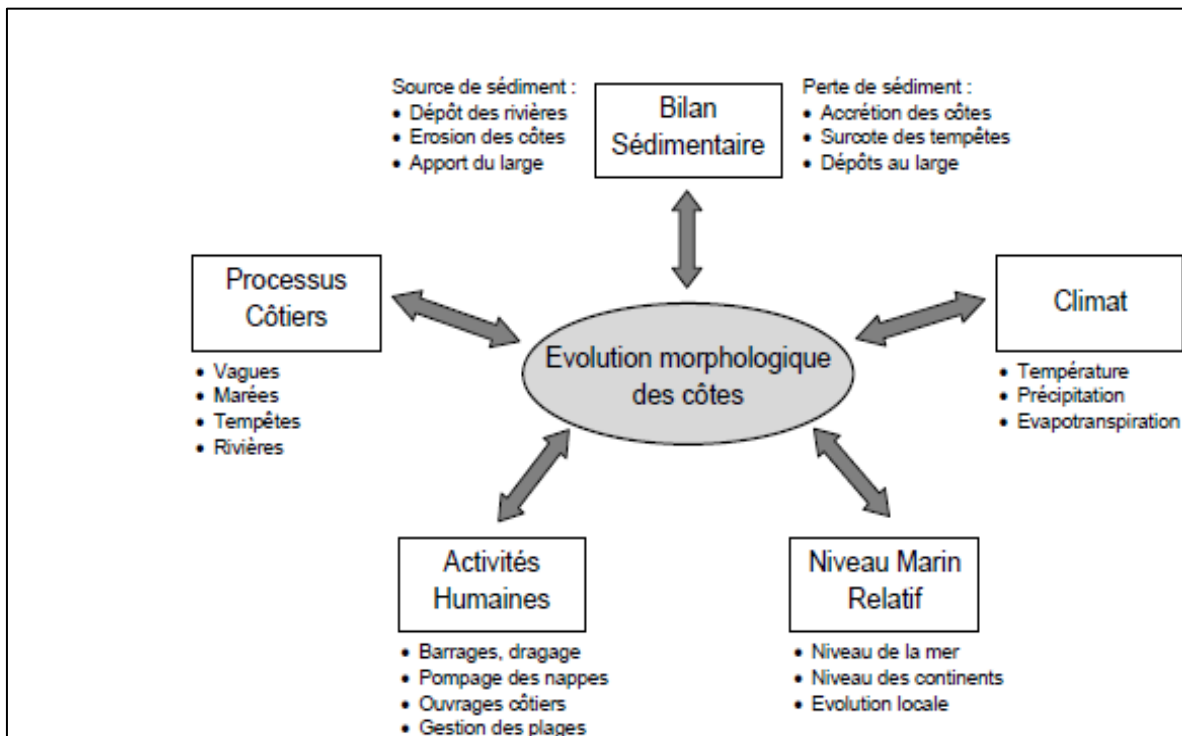 Source de sédiment :
• Dépôt des rivières
• Erosion des côtes
• Apport du large
Bilan
Sédimentaire
Perte de sédiment :
• Accrétion des côtes
• Surcote des tempêtes
• Dépôts au large
Processus
Côtiers
• Vagues
• Marées
• Tempêtes
• Rivières
Evolution morphologique
des côtes
Climat
• Température
• Précipitation
• Evapotranspiration
Activités
Humaines
• Barrages, dragage
• Pompage des nappes
• Ouvrages côtiers
• Gestion des plages
Niveau Marin
Relatif
• Niveau de la mer
• Niveau des continents
• Evolution locale